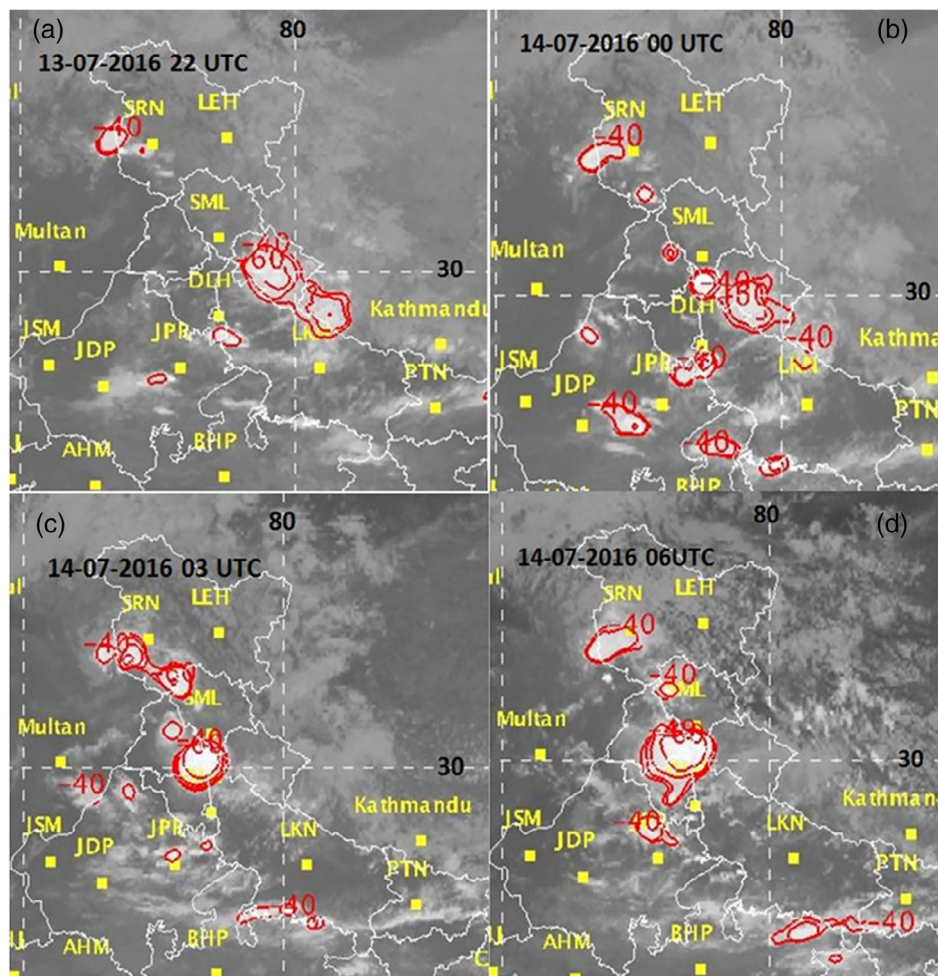 (a)
80
13-07-2016 22 UTC
SRN
LEH
-40
SML
Multan
-40
60
30
DLH
Kathmandu
JSM
JPR
LKN
JDP
PTN
AHM
BHP
80
(b)
14-07-2016 00 UTC
SRN
LEH
-40
SML
Multan
-40
30
DLH
-40
Kathma
JSM
JPR
LKN
JDP
-40
PTN
-40
BHP
(c)
80
14-07-2016 03 UTC
SRN
LEH
-40
SML
Multan
-40
30
-40
Kathmandu
JSM
JPR
LKN
JDP
PTN
-40
AHM
BHP
80
(d)
14-07-2016 06UTC
SRN
LEH
-40
-40
SML
Multan
30
Kathman
JSM
-40
LKN
JDP
PTN
-40
AHM
BHP